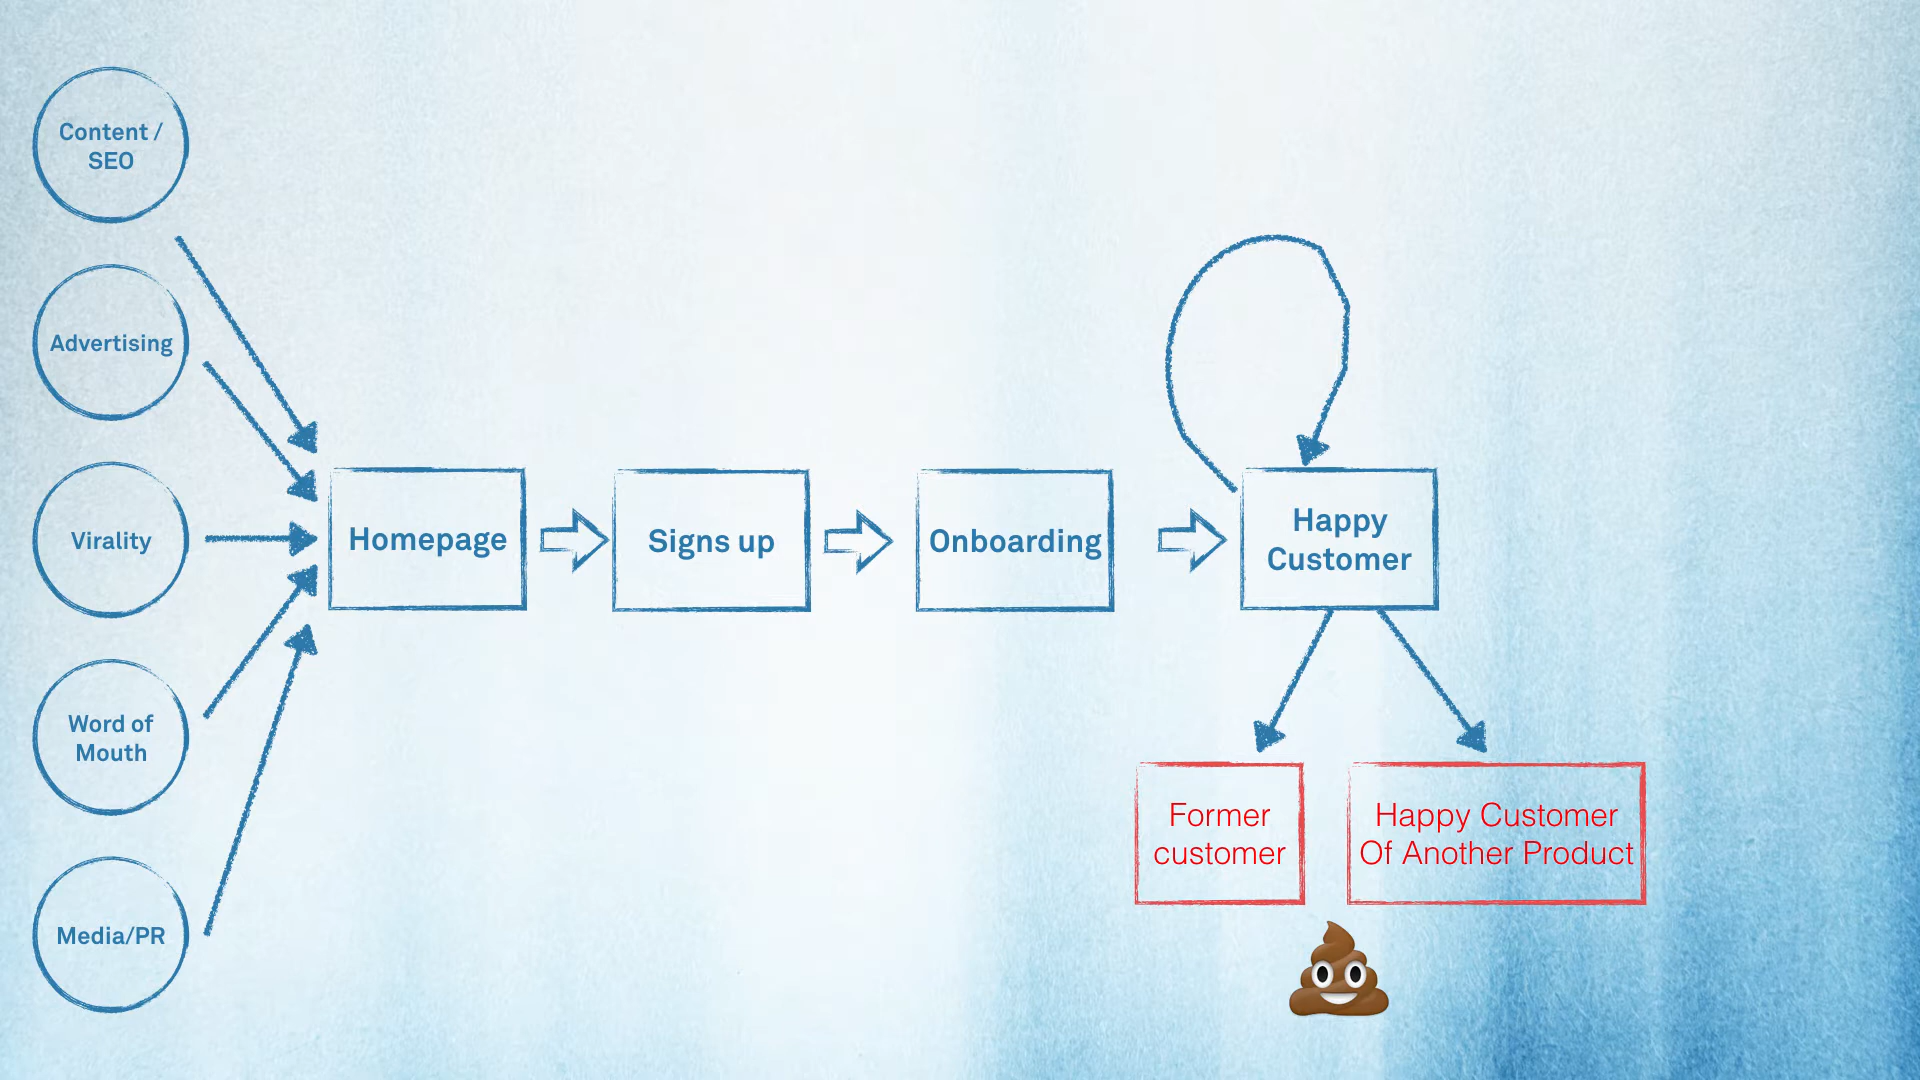 Content /
SEO
Advertising
Virality
Word of
Mouth
Media/PR
Homepage
Signs up
Onboarding
Happy
Customer
Former
customer
Happy Customer
Of Another Product